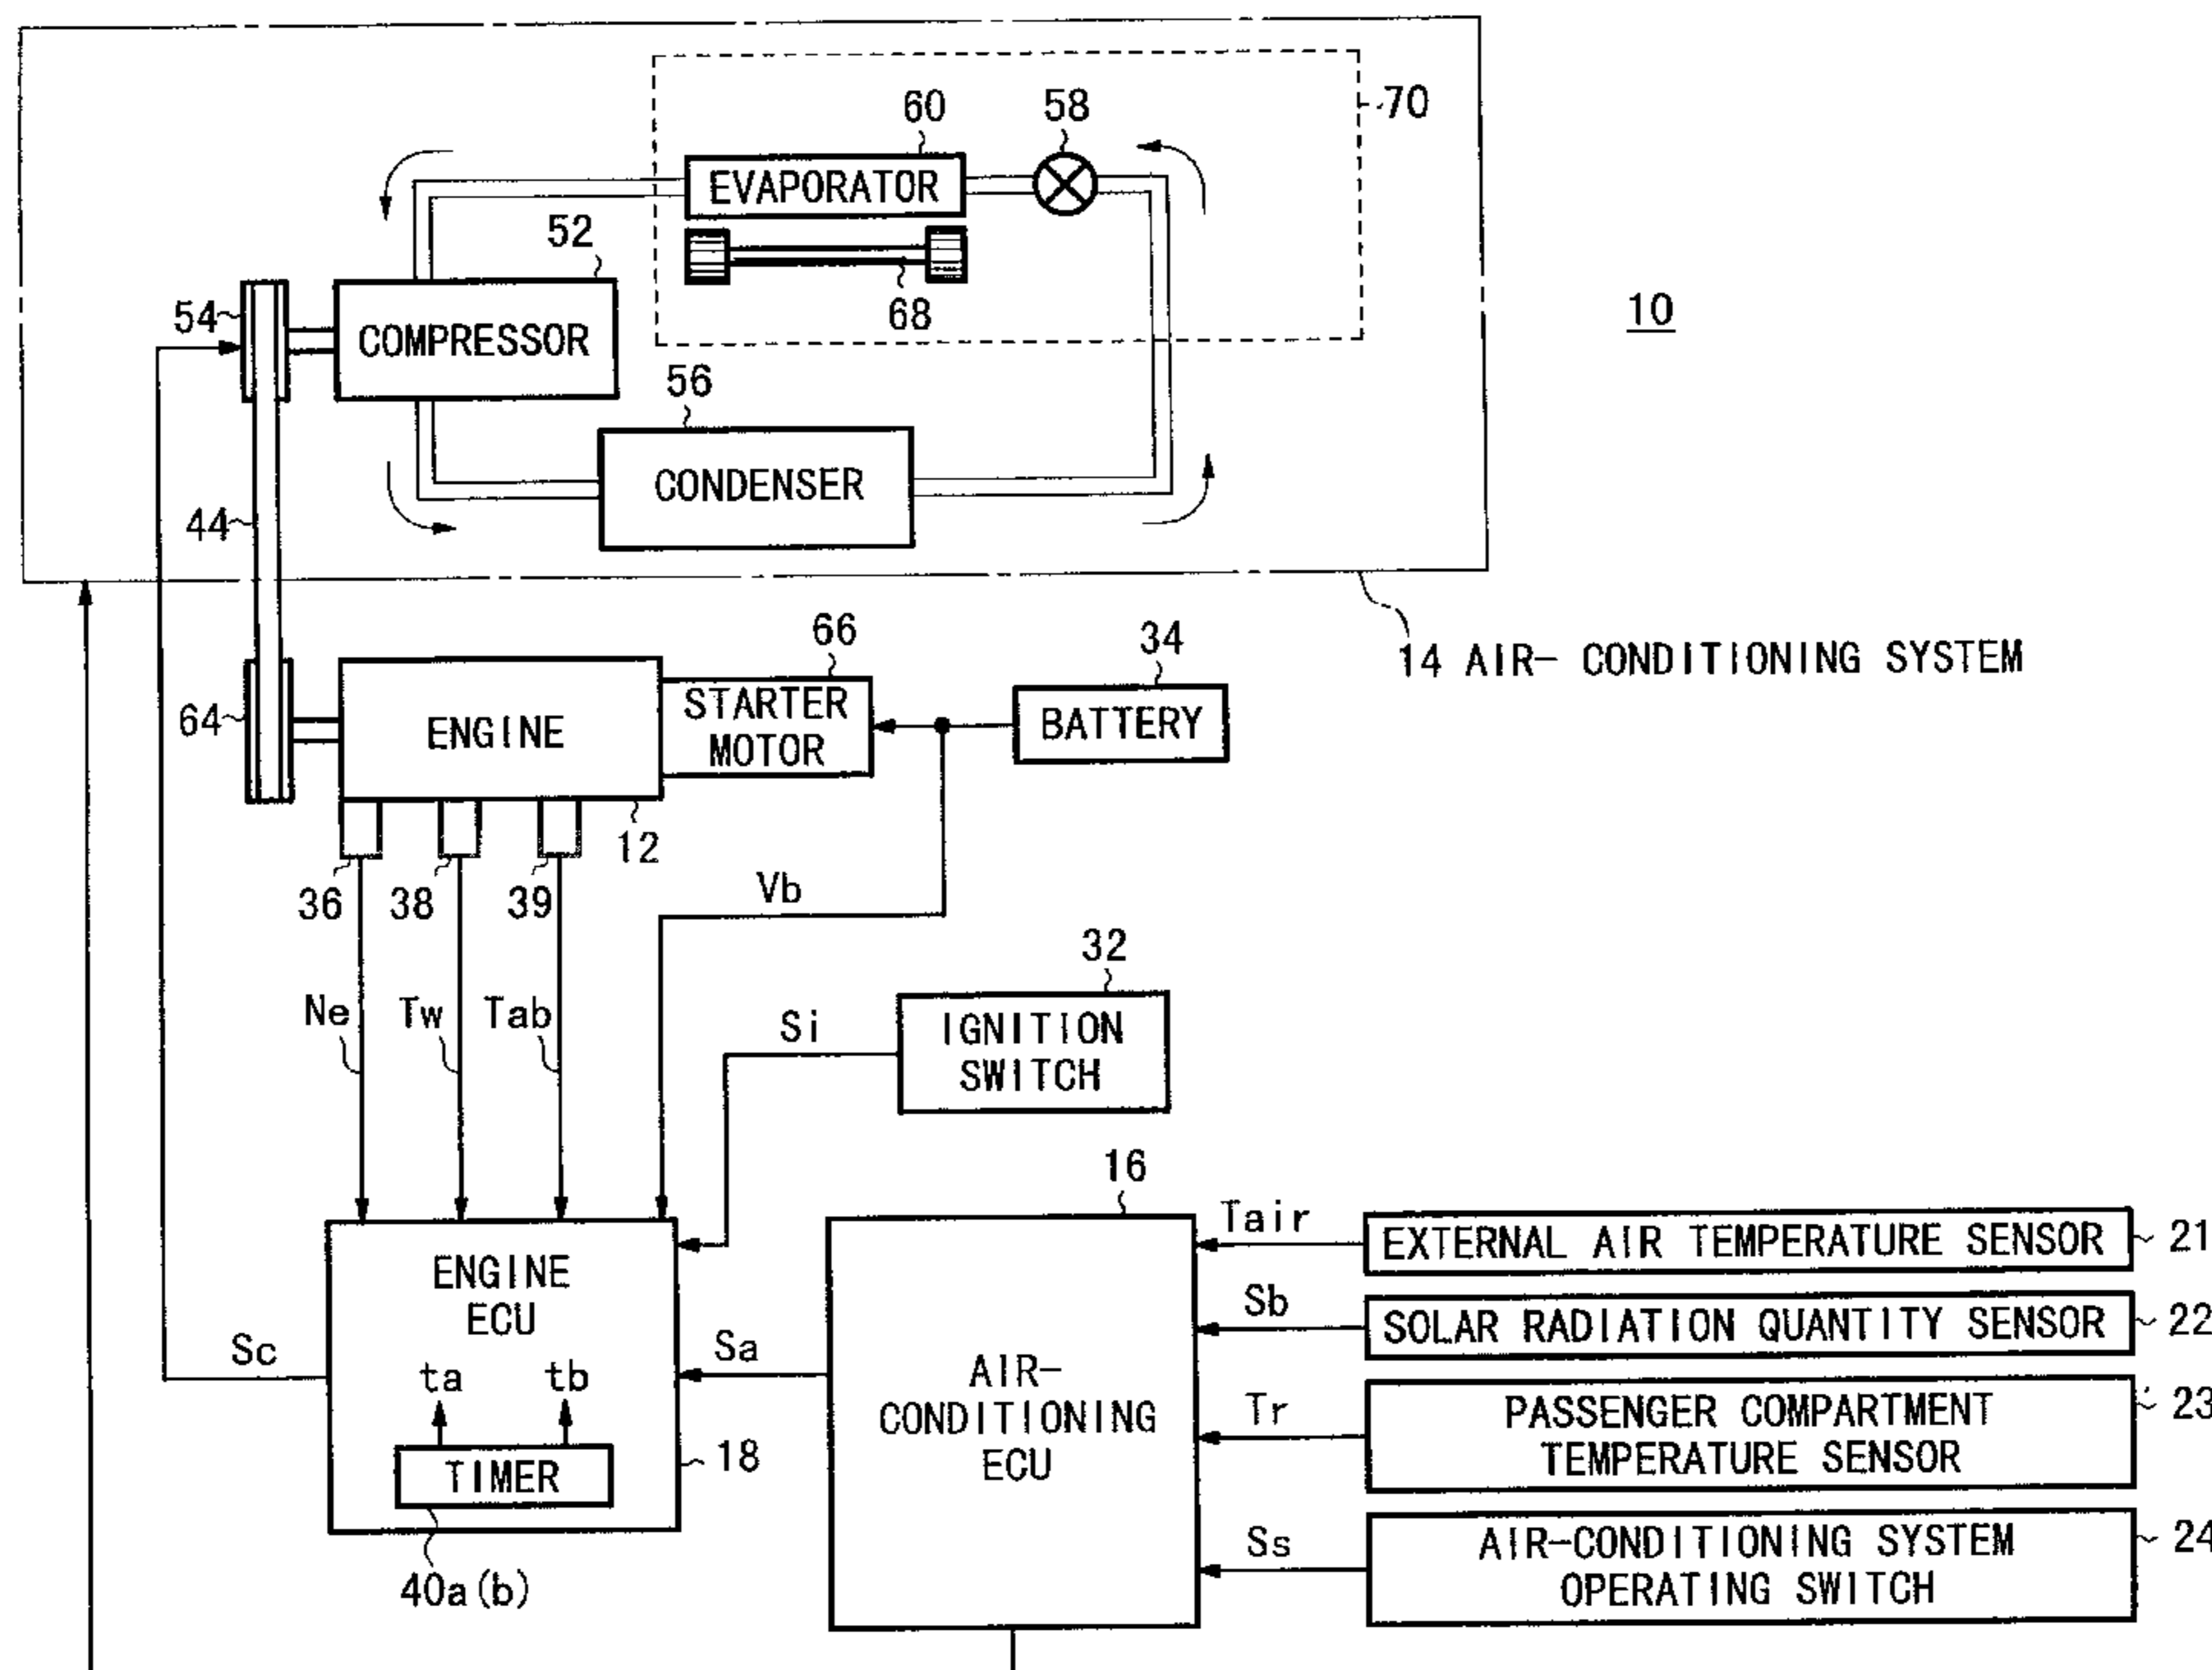 60
58
70
EVAPORATOR
52
54
68
10
COMPRESSOR
56
CONDENSER
44
14 AIR- CONDITIONING SYSTEM
66
34
64
ENGINE
STARTER
MOTOR
BATTERY
12
36
38
39
Vb
32
Ne
Tw
Tab
Si
IGNITION
SWITCH
16
Tair
EXTERNAL AIR TEMPERATURE SENSOR
21
ENGINE
ECU
Sb
SOLAR RADIATION QUANTITY SENSOR
22
Sc
Sa
ta
tb
AIR-
CONDITIONING
ECU
Tr
PASSENGER COMPARTMENT
TEMPERATURE SENSOR
23
TIMER
18
Ss
AIR-CONDITIONING SYSTEM
OPERATING SWITCH
24
40a(b)